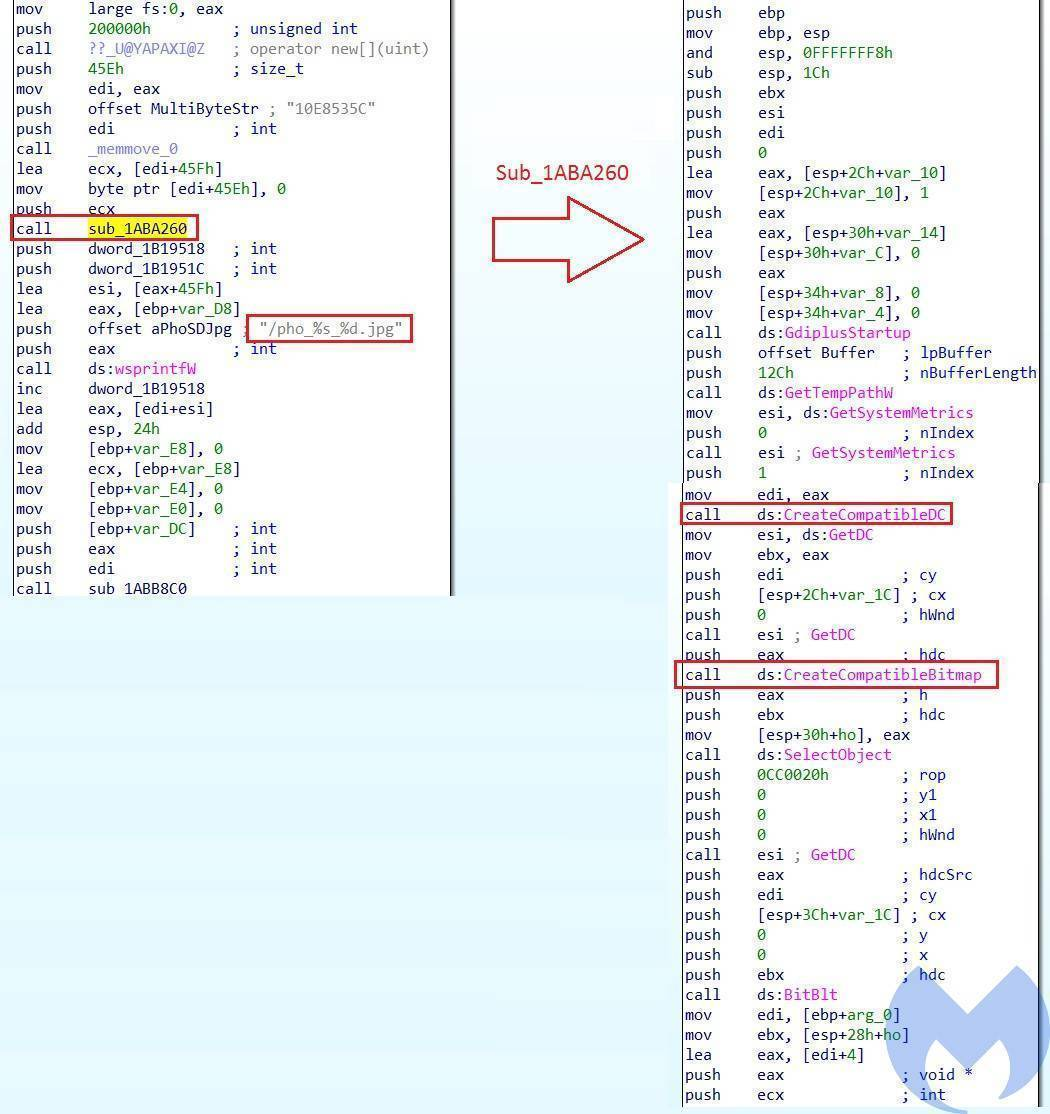 mov large fs:0, eax
push 200000h ; unsigned int
call ??_U@YAPAXI@Z ; operator new[](uint)
push 45Eh ; size_t
mov edi, eax
push offset MultiByteStr ; "10E8535C"
push edi ; int
call _memmove_0
lea ecx, [edi+45Fh]
mov byte ptr [edi+45Eh], 0
push ecx
call sub_1ABA260
push dword_1B19518 ; int
push dword_1B1951C ; int
lea esi, [eax+45Fh]
lea eax, [ebp+var_D8]
push offset aPhoSDJpg ; "/pho_%s_%d.jpg"
push eax ; int
call ds:wsprintfW
inc dword_1B19518
lea eax, [edi+esi]
add esp, 24h
mov [ebp+var_E8], 0
lea ecx, [ebp+var_E8]
mov [ebp+var_E4], 0
mov [ebp+var_E0], 0
push [ebp+var_DC] ; int
push eax ; int
push edi ; int
call sub 1ABB8C0
Sub_1ABA260
push ebp
mov ebp, esp
and esp, 0FFFFFFF8h
sub esp, 1Ch
push ebx
push esi
push edi
push 0
lea eax, [esp+2Ch+var_10]
mov [esp+2Ch+var_10], 1
push eax
lea eax, [esp+30h+var_14]
mov [esp+30h+var_C], 0
push eax
mov [esp+34h+var_8], 0
mov [esp+34h+var_4], 0
call ds:GdiplusStartup
push offset Buffer ; lpBuffer
push 12Ch ; nBufferLength
call ds:GetTempPathW
mov esi, ds:GetSystemMetrics
push 0 ; nIndex
call esi ; GetSystemMetrics
push 1 ; nIndex
mov edi, eax
call ds:CreateCompatibleDC
mov esi, ds:GetDC
mov ebx, eax
push edi ; cy
push [esp+2Ch+var_1C] ; cx
push 0 ; hWnd
call esi ; GetDC
push eax ; hdc
call ds:CreateCompatibleBitmap
push eax ; h
push ebx ; hdc
mov [esp+30h+ho], eax
call ds:SelectObject
push 0CC0020h ; rop
push 0 ; y1
push 0 ; x1
push 0 ; hWnd
call esi ; GetDC
push eax ; hdcSrc
push edi ; cy
push [esp+3Ch+var_1C] ; cx
push 0 ; y
push 0 ; x
push ebx ; hdc
call ds:BitBlt
mov edi, [ebp+arg_0]
mov ebx, [esp+28h+ho]
lea eax, [edi+4]
push eax ; void *
push ecx ; int